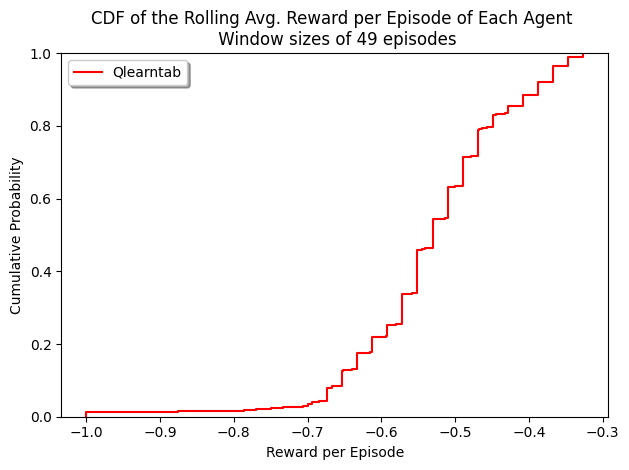 CDF of the Rolling Avg. Reward per Episode of Each Agent
Window sizes of 49 episodes
Qlearntab
Cumulative Probability
1.0
0.8
0.6
0.4
0.2
0.0
−1.0 −0.9 −0.8 −0.7 −0.6 −0.5 −0.4 −0.3
Reward per Episode